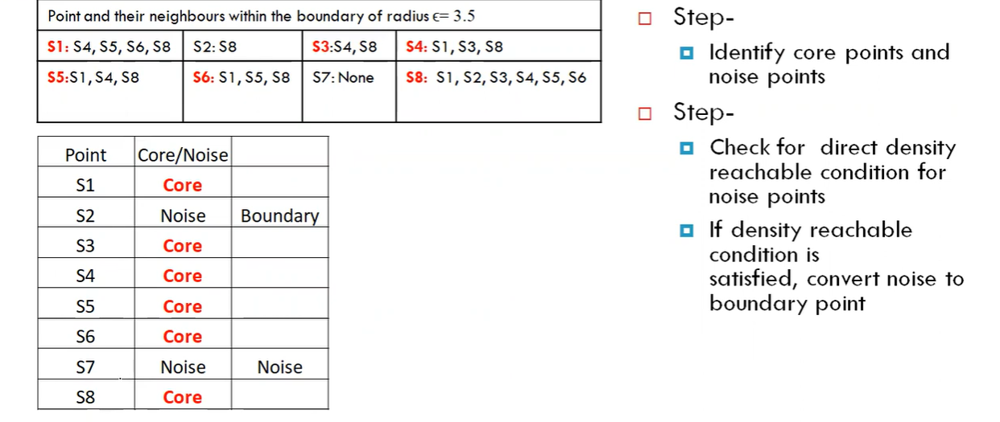 Point and their neighbours within the boundary of radius ϵ= 3.5
S1: S4, S5, S6, S8 S2: S8 S3:S4, S8 S4: S1, S3, S8
S5:S1, S4, S8 S6: S1, S5, S8 S7: None S8: S1, S2, S3, S4, S5, S6
Point Core/Noise
S1 Core
S2 Noise Boundary
S3 Core
S4 Core
S5 Core
S6 Core
S7 Noise Noise
S8 Core
Step-
Identify core points and
noise points
Step-
Check for direct density
reachable condition for
noise points
If density reachable
condition is
satisfied, convert noise to
boundary point